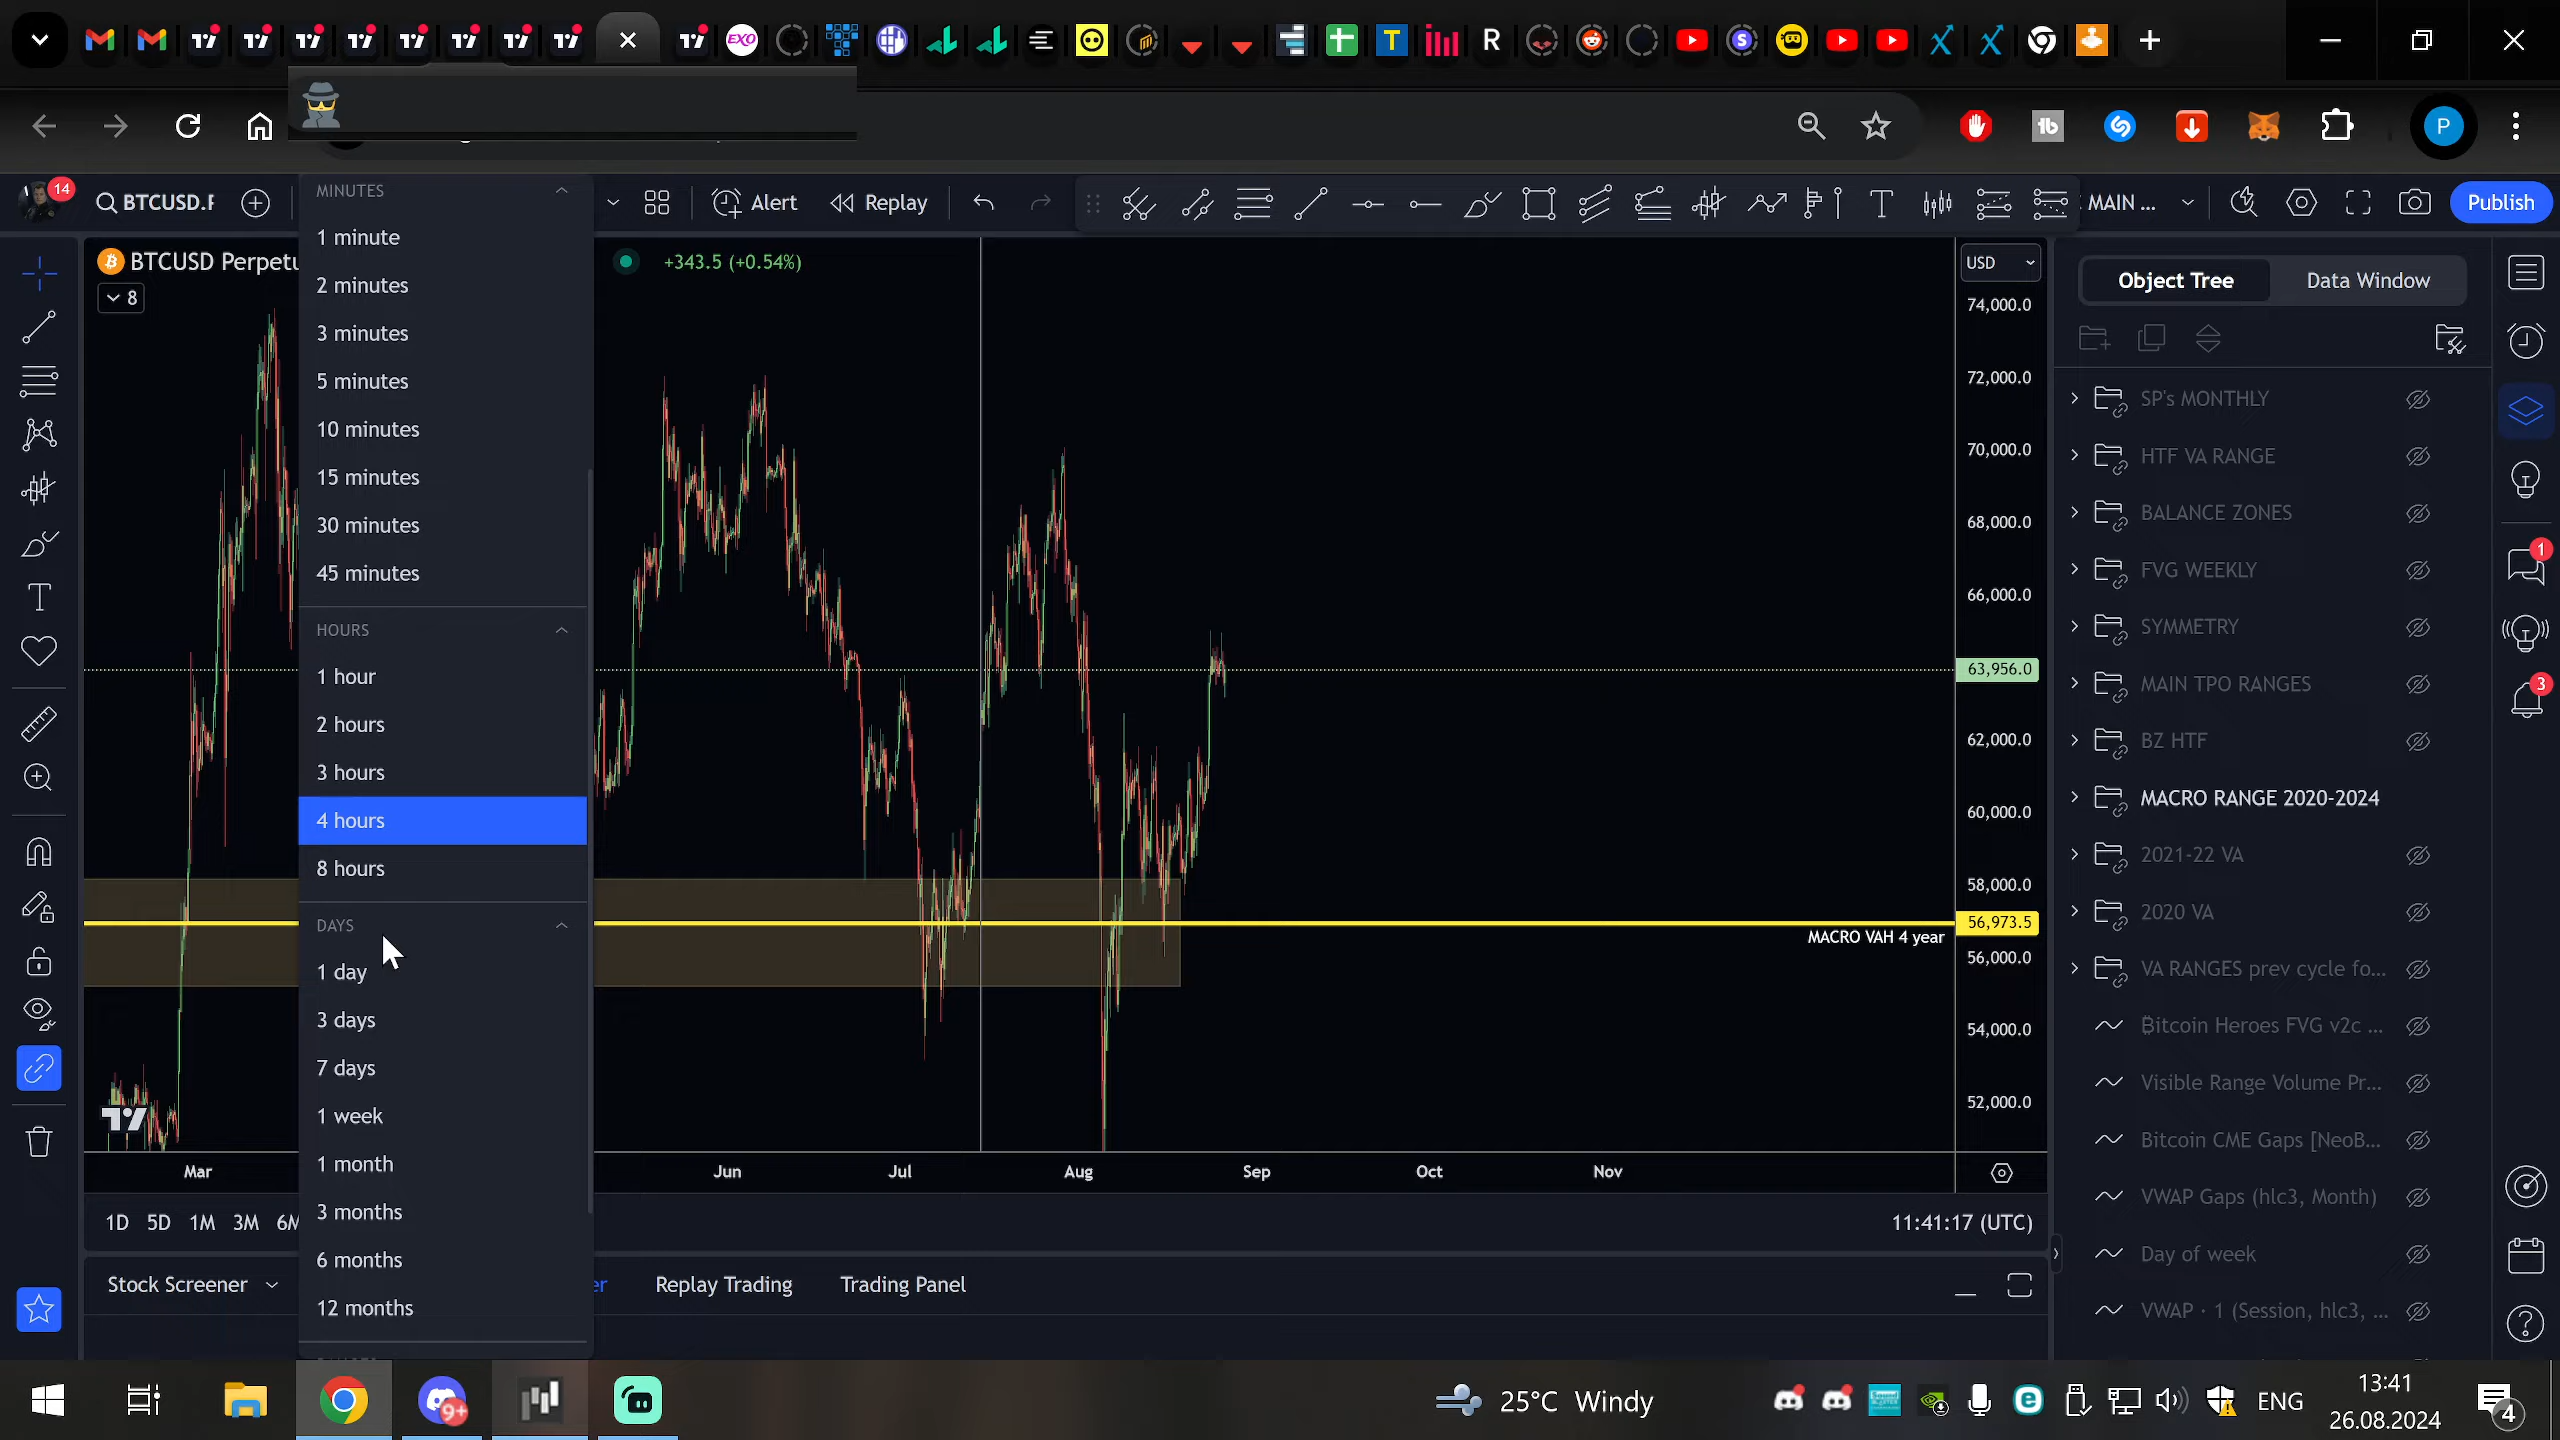 EXO
T
R
14
BTCUSD.F
Alert
Replay
T
MAIN ...
Publish
P
BTCUSD Perpetu
+343.5 (+0.54%)
8
MINUTES
1 minute
2 minutes
3 minutes
5 minutes
10 minutes
15 minutes
30 minutes
45 minutes
HOURS
1 hour
2 hours
3 hours
4 hours
8 hours
DAYS
1 day
3 days
7 days
1 week
1 month
3 months
6 months
12 months
USD
74,000.0
72,000.0
70,000.0
68,000.0
66,000.0
63,956.0
62,000.0
60,000.0
58,000.0
56,973.5
56,000.0
54,000.0
52,000.0
MACRO VAH 4 year
Mar
Jun
Jul
Aug
Sep
Oct
Nov
1D 5D 1M 3M 6M
11:41:17 (UTC)
Stock Screener
er
Replay Trading
Trading Panel
Object Tree
Data Window
SP's MONTHLY
HTF VA RANGE
BALANCE ZONES
FVG WEEKLY
SYMMETRY
MAIN TPO RANGES
BZ HTF
MACRO RANGE 2020-2024
2021-22 VA
2020 VA
VA RANGES prev cycle fo...
₿itcoin Heroes FVG v2c ...
Visible Range Volume Pr...
Bitcoin CME Gaps [NeoB...
VWAP Gaps (hlc3, Month)
Day of week
VWAP · 1 (Session, hlc3, ...
1
3
9+
25°C Windy
ENG
13:41
26.08.2024
4